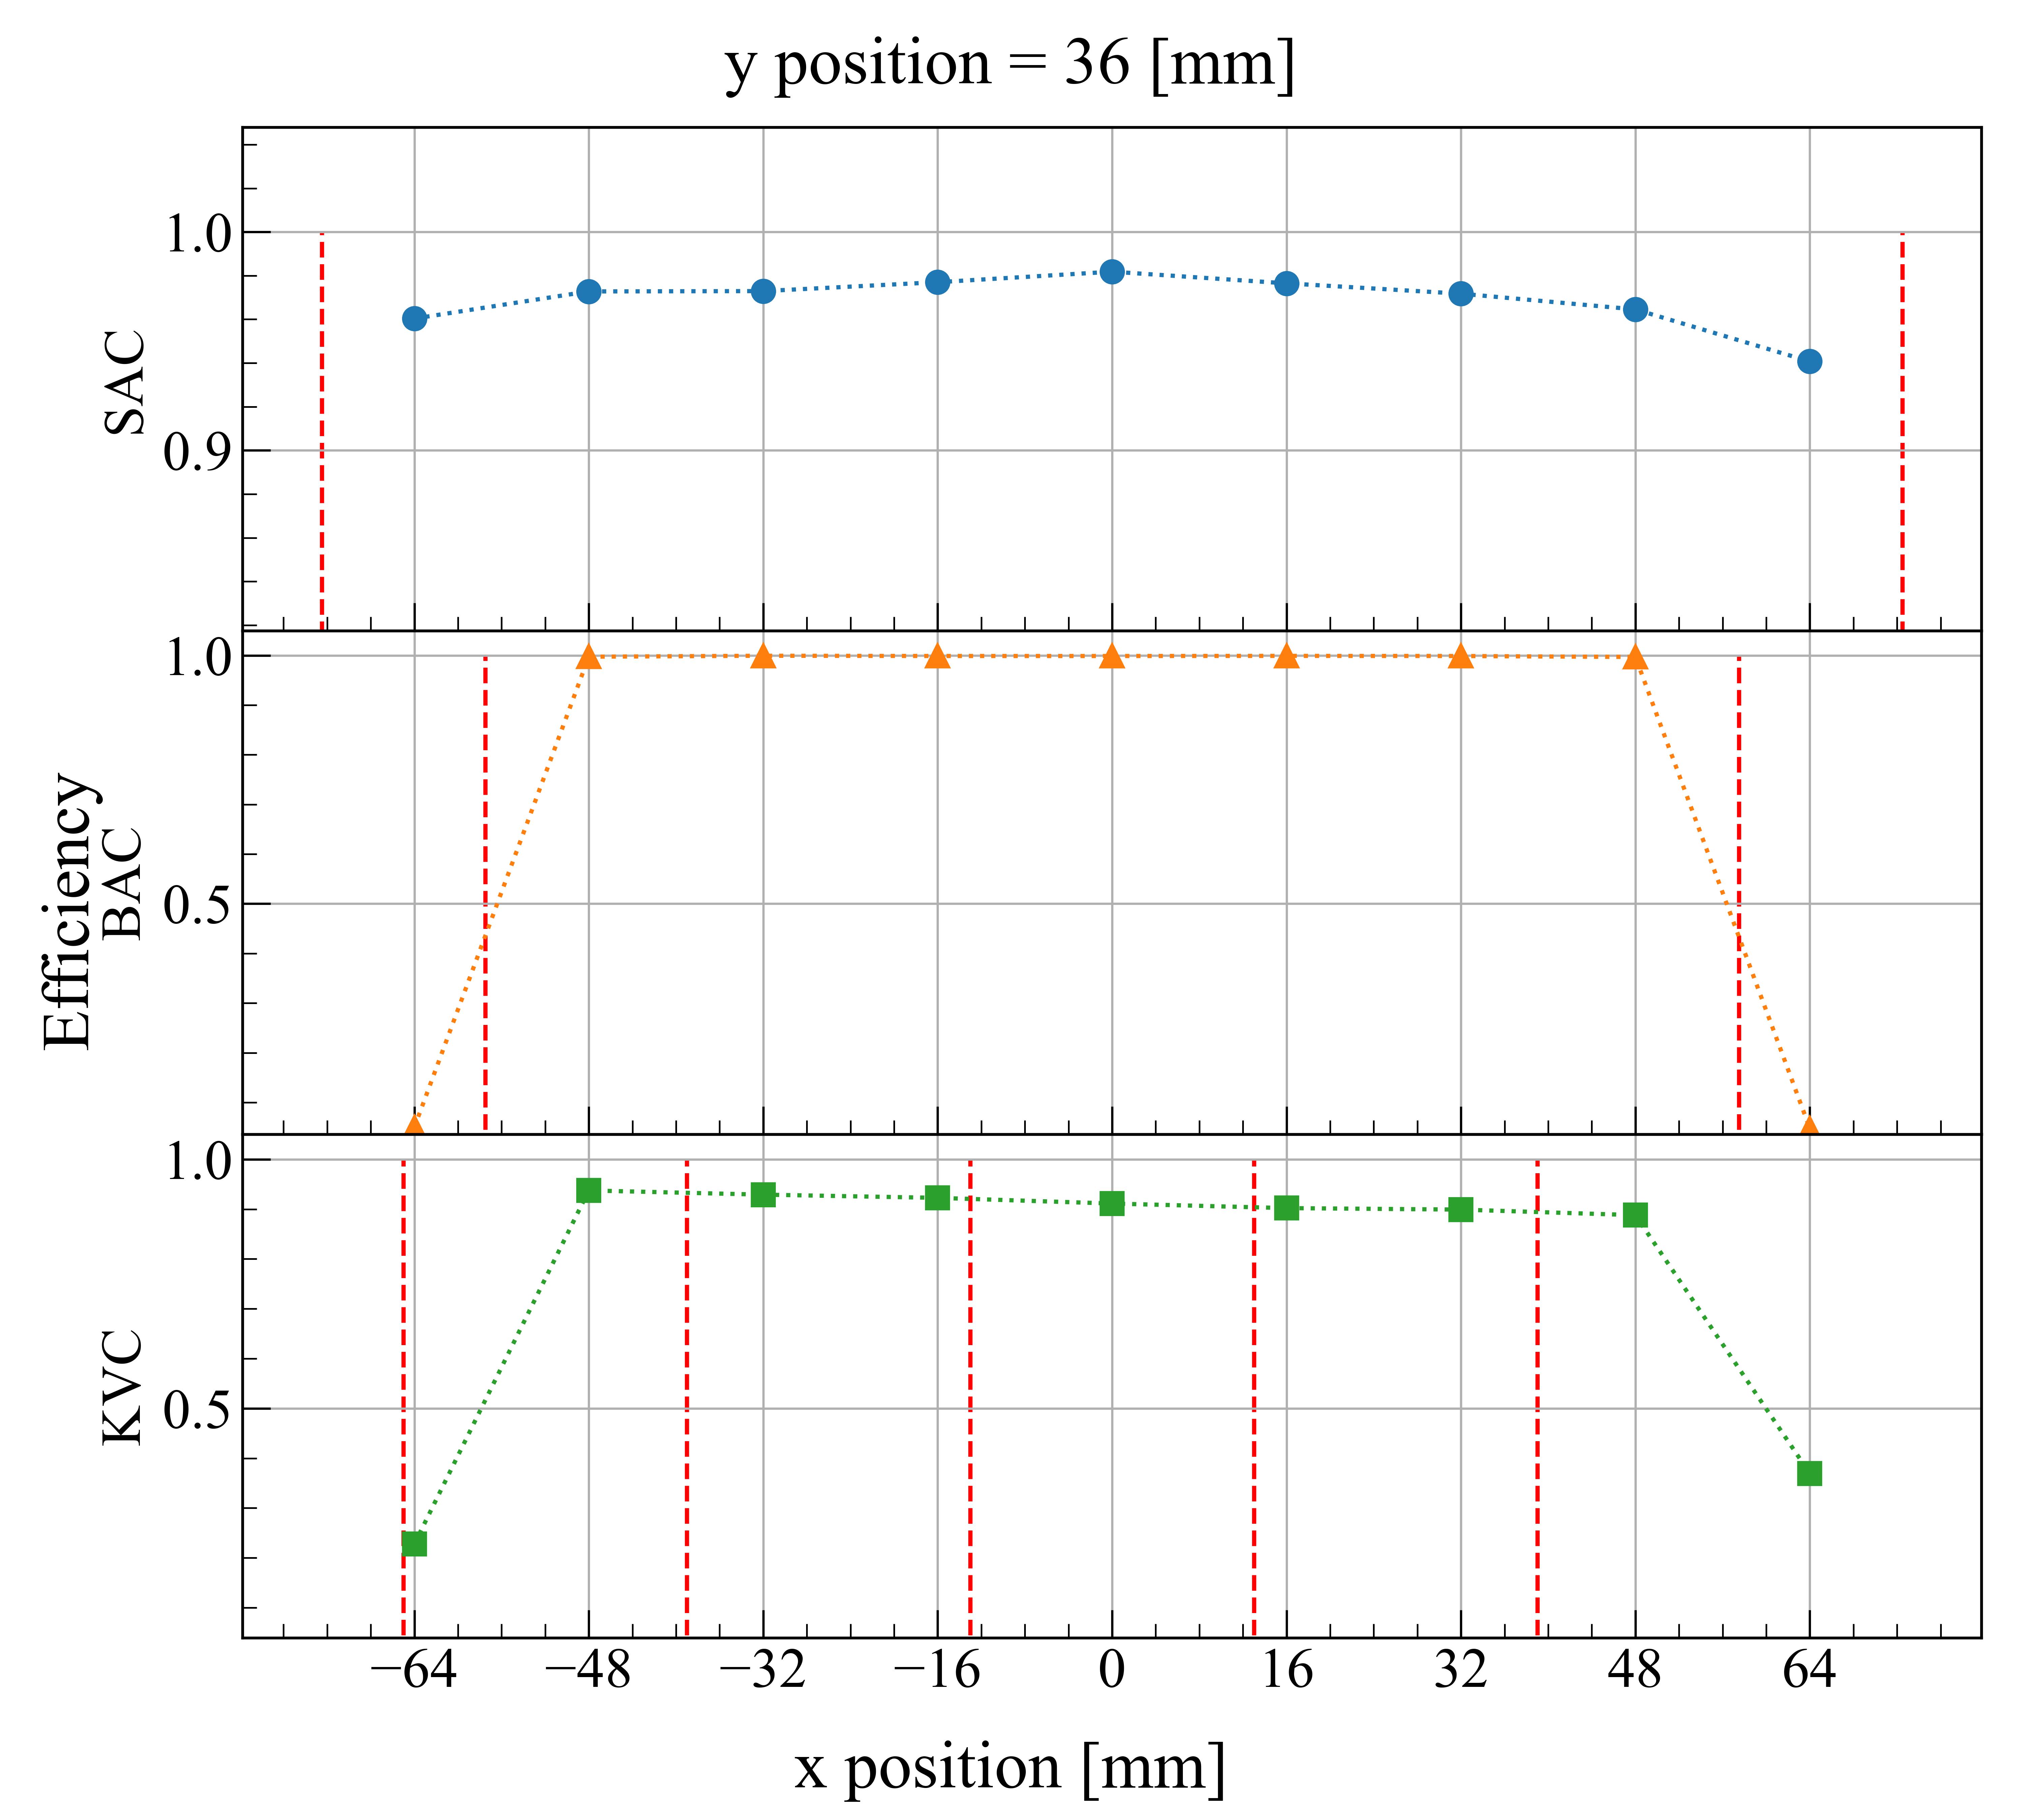 y position = 36 [mm]
1.0
0.9
SAC
1.0
0.5
BAC
Efficiency
1.0
0.5
KVC
−64 −48 −32 −16 0 16 32 48 64
x position [mm]